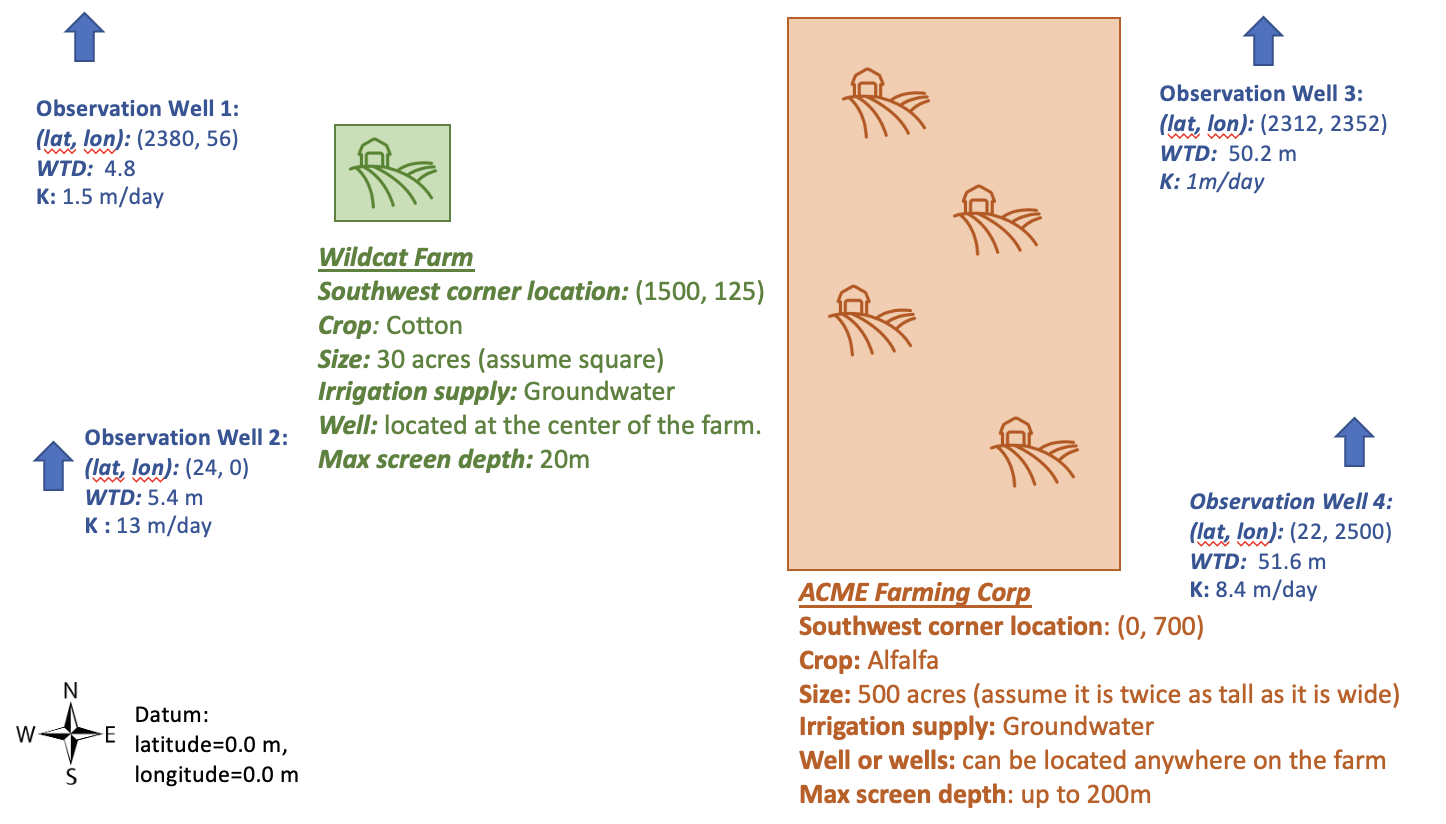 Observation Well 1:
(lat, lon): (2380, 56)
WTD: 4.8
K: 1.5 m/day
Observation Well 3:
(lat, lon): (2312, 2352)
WTD: 50.2 m
K: 1m/day
Wildcat Farm
Southwest corner location: (1500, 125)
Crop: Cotton
Size: 30 acres (assume square)
Irrigation supply: Groundwater
Well: located at the center of the farm.
Max screen depth: 20m
Observation Well 2:
(lat, lon): (24, 0)
WTD: 5.4 m
K : 13 m/day
Observation Well 4:
(lat, lon): (22, 2500)
WTD: 51.6 m
K: 8.4 m/day
ACME Farming Corp
Southwest corner location: (0, 700)
Crop: Alfalfa
Size: 500 acres (assume it is twice as tall as it is wide)
Irrigation supply: Groundwater
Well or wells: can be located anywhere on the farm
Max screen depth: up to 200m
N
W E
S
Datum:
latitude=0.0 m,
longitude=0.0 m